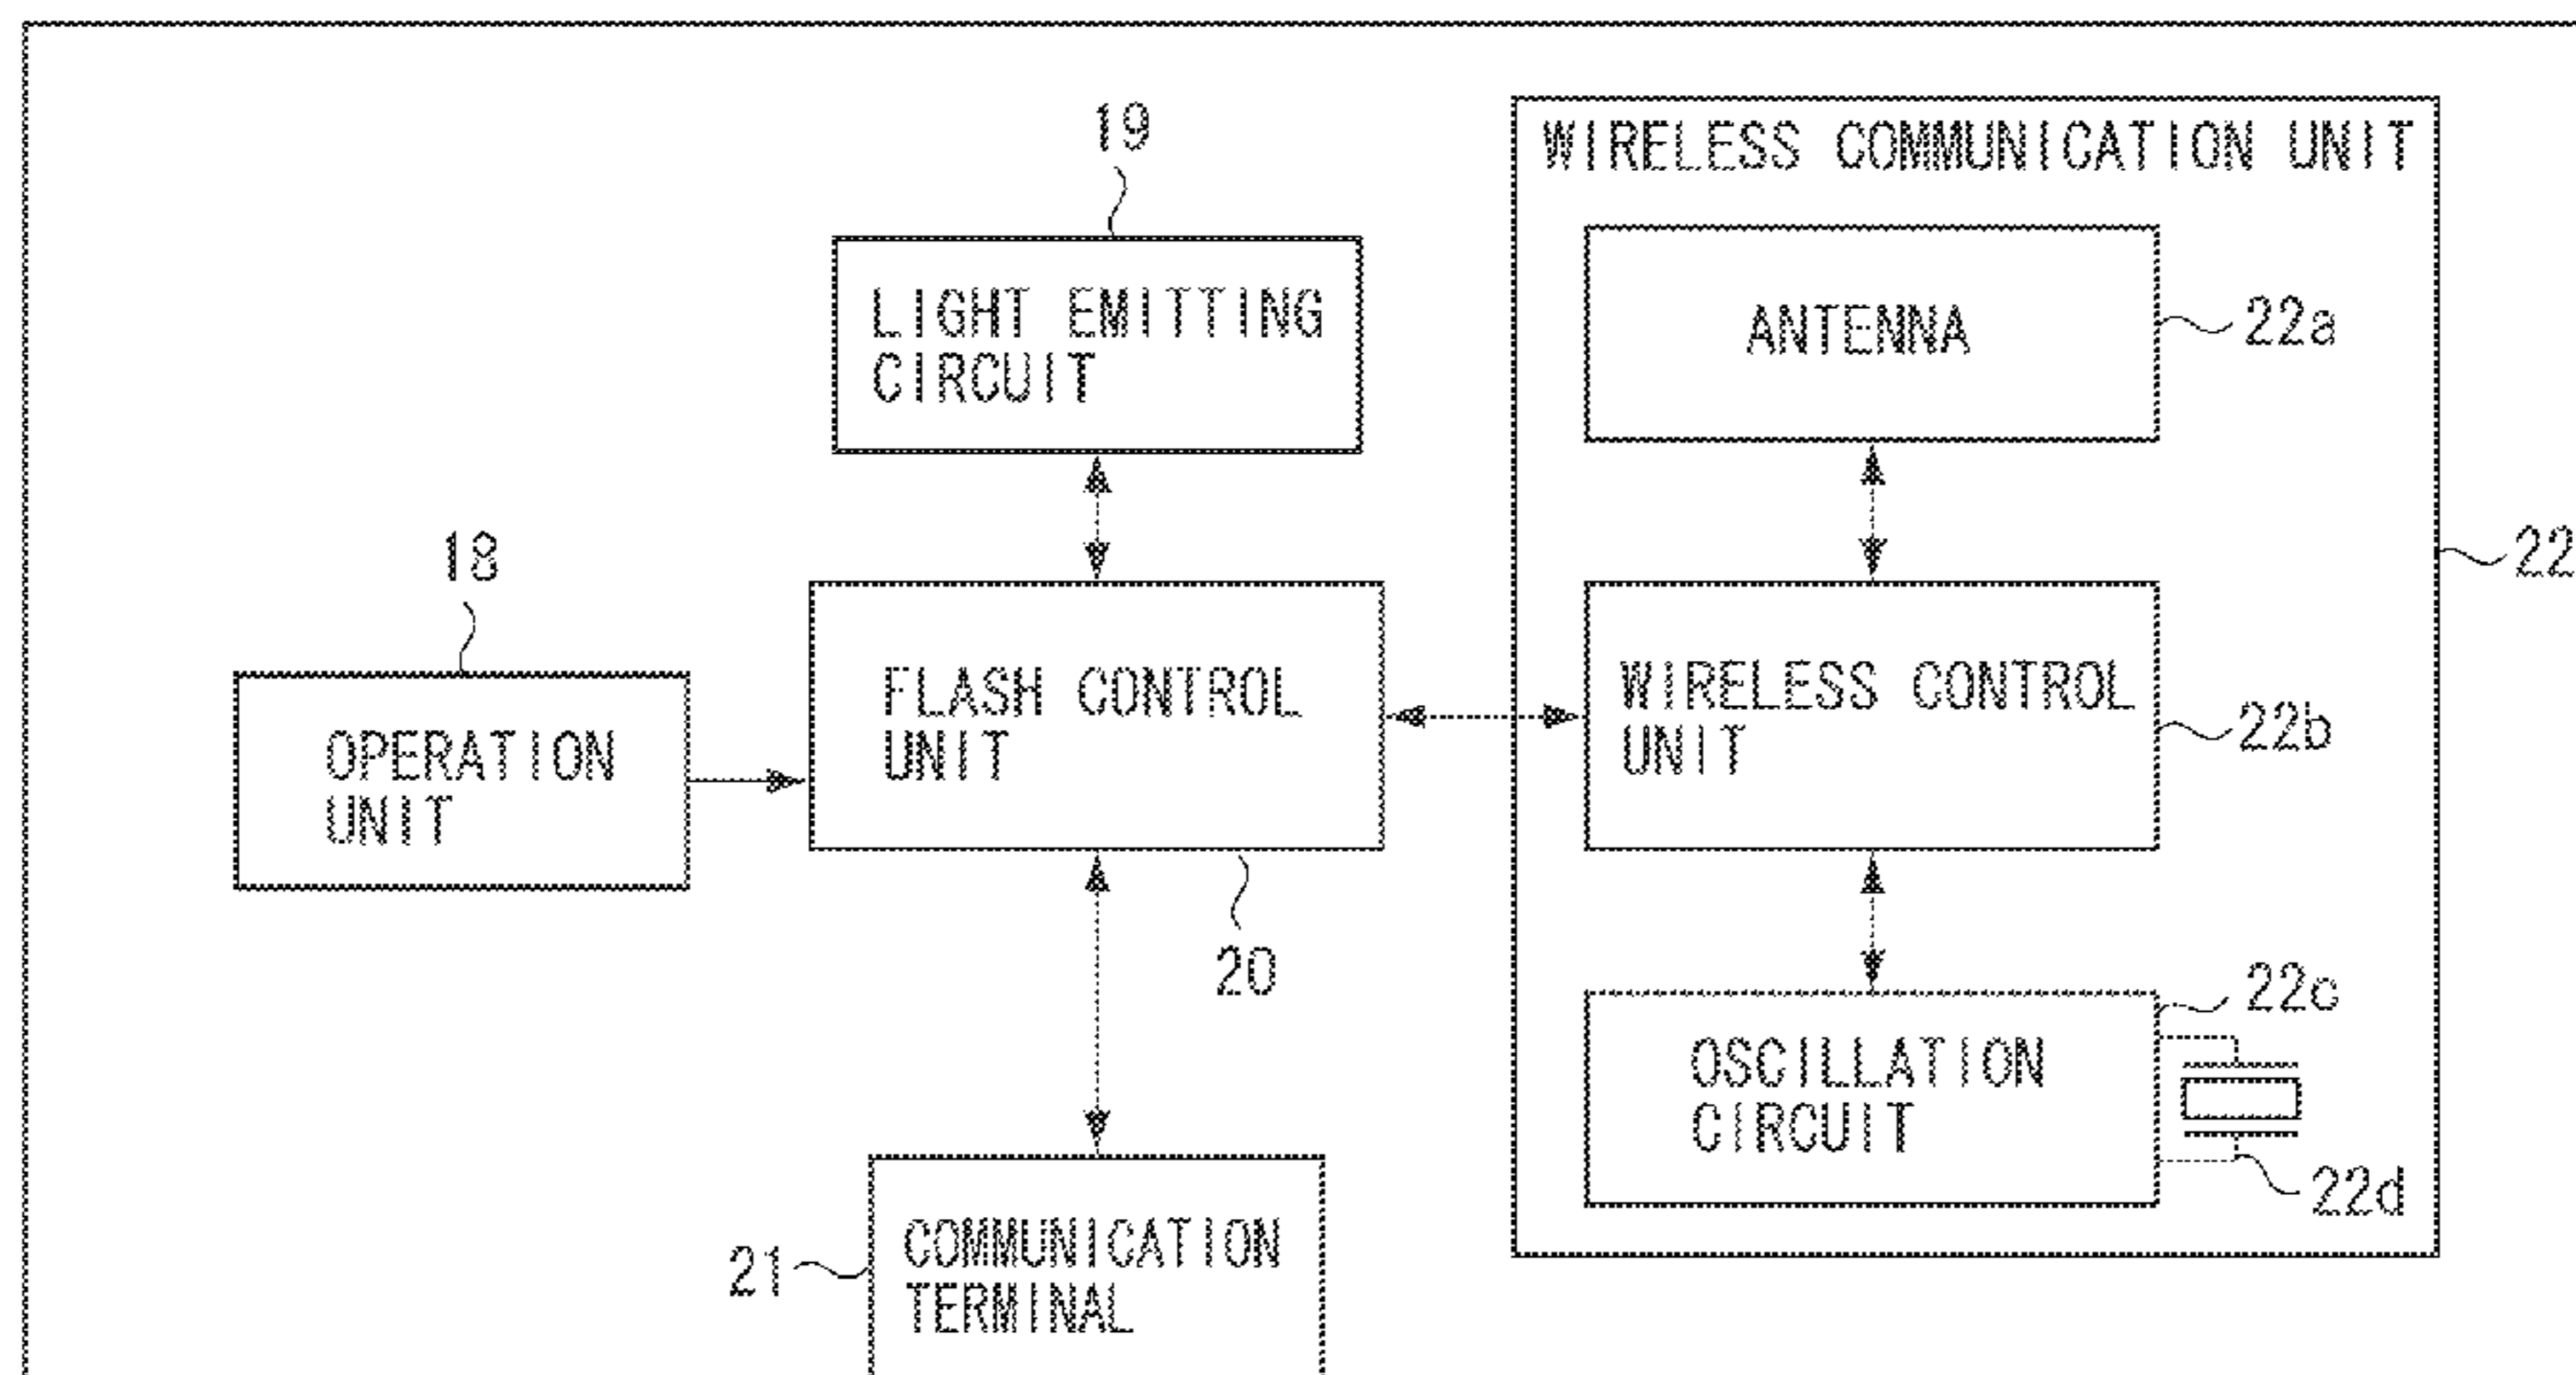 19
WIRELESS COMMUNICATION UNIT
LIGHT EMITTING
CIRCUIT
ANTENNA
22a
18
22
FLASH CONTROL
UNIT
WIRELESS CONTROL
UNIT
22b
OPERATION
UNIT
20
22c
OSCILLATION
CIRCUIT
22d
21
COMMUNICATION
TERMINAL